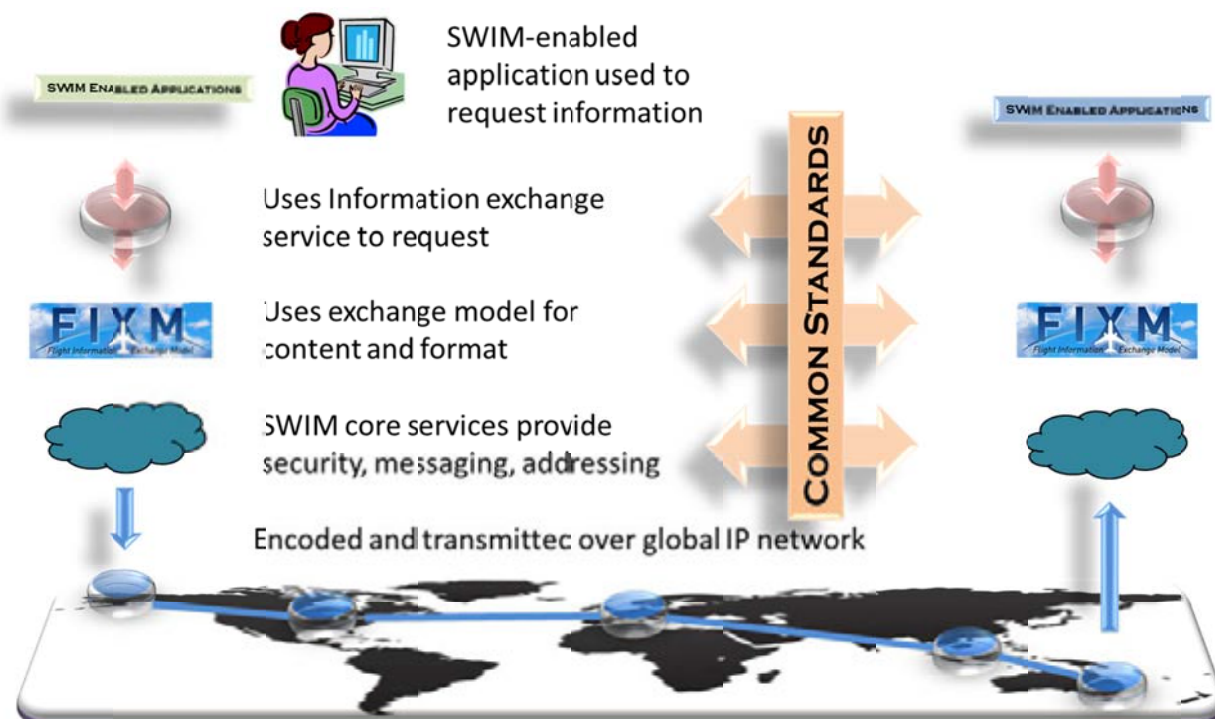 SWIM-enabled
application used to
request information
SWIM ENABLED APPLICATIONS
SWIM ENABLED APPLICATIONS
COMMON STANDARDS
Uses Information exchange
service to request
FIXM
Flight Information Exchange Model
Uses exchange model for
content and format
FIXM
Flight Information Exchange Model
SWIM core services provide
security, messaging, addressing
Encoded and transmitted over global IP network